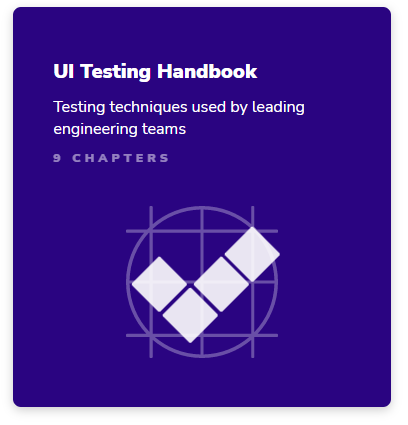 UI Testing Handbook
Testing techniques used by leading
engineering teams
9 CHAPTERS